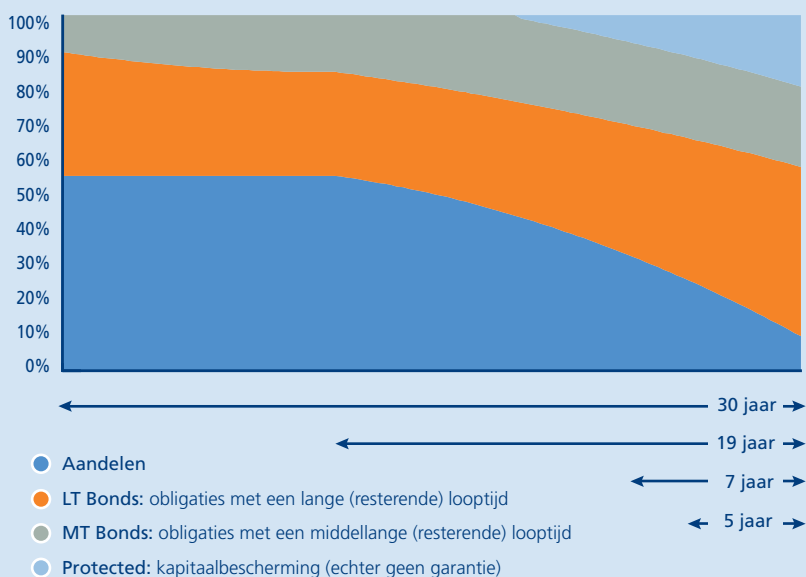 100%
90%
80%
70%
60%
50%
40%
30%
20%
10%
0%
30 jaar
19 jaar
7 jaar
5 jaar
Aandelen
LT Bonds: obligaties met een lange (resterende) looptijd
MT Bonds: obligaties met een middellange (resterende) looptijd
Protected: kapitaalbescherming (echter geen garantie)